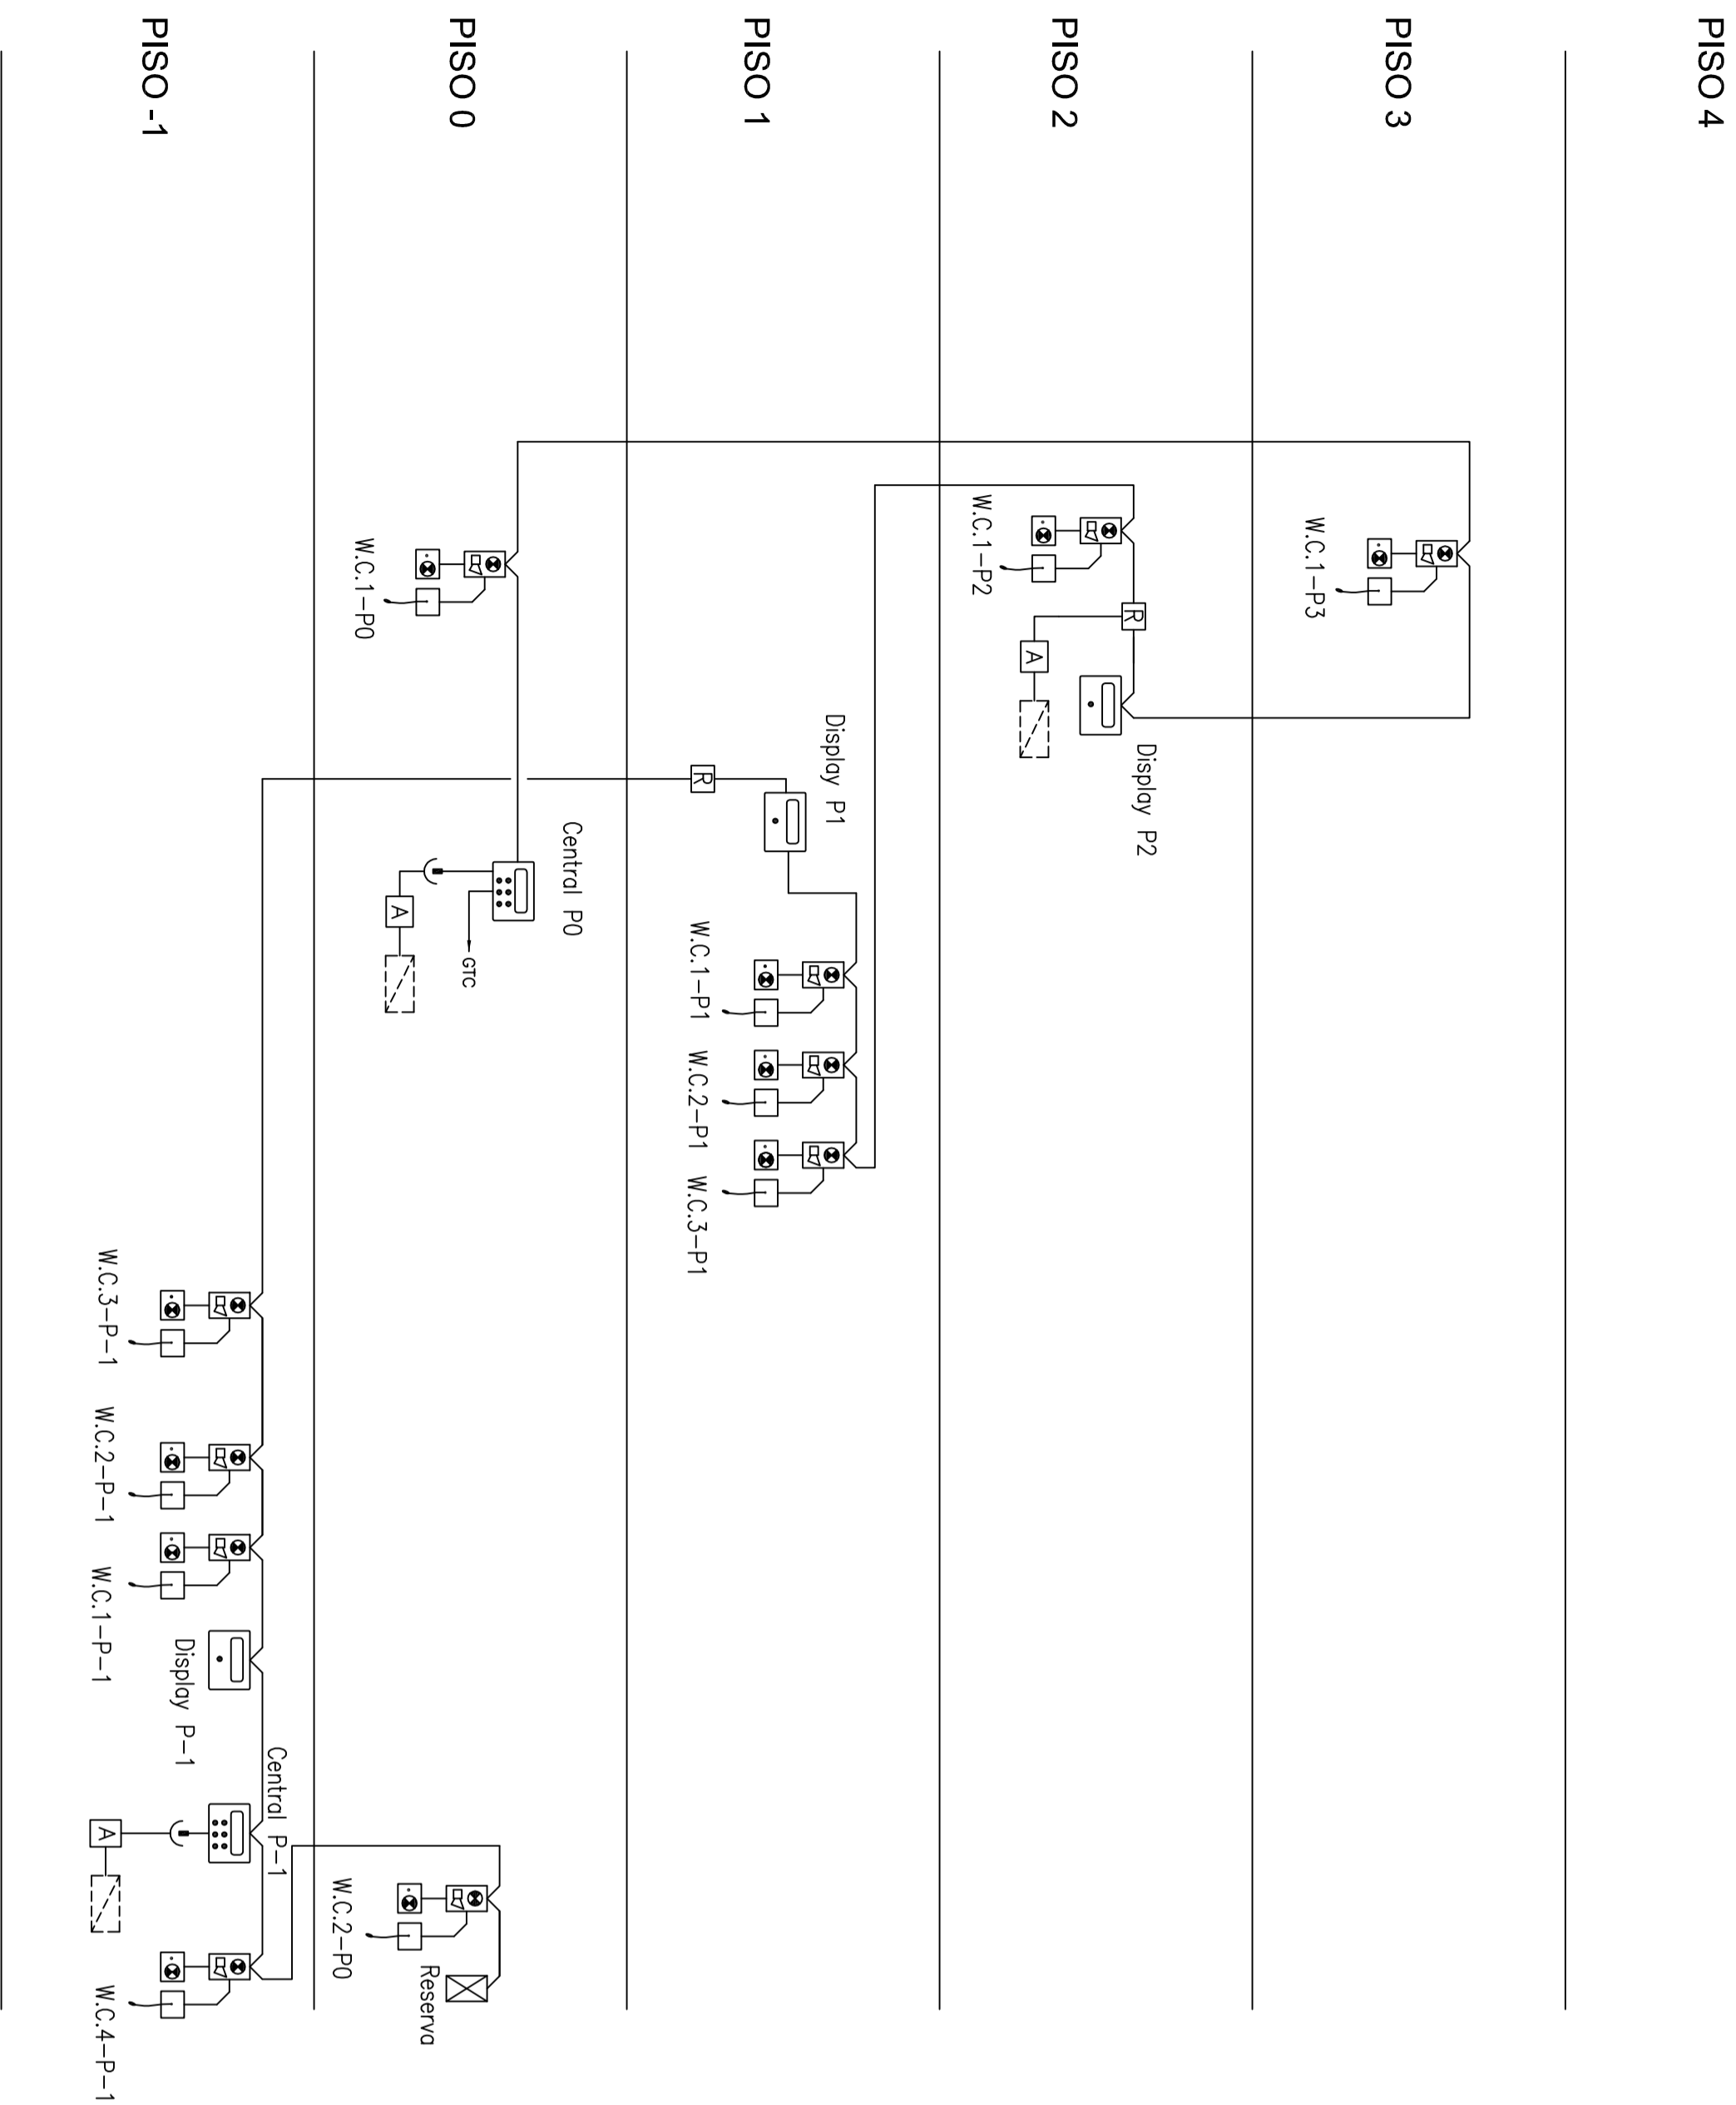 PISO 4
PISO 3
W.C.1-P3
PISO 2
W.C.1-P2
R
A
Display P2
PISO 1
Display P1
R
W.C.1-P1
W.C.2-P1
W.C.3-P1
PISO 0
W.C.1-P0
Central P0
A
GTC
W.C.2-P0
Reserva
PISO -1
W.C.3-P-1
W.C.2-P-1
W.C.1-P-1
Display P-1
Central P-1
A
W.C.4-P-1